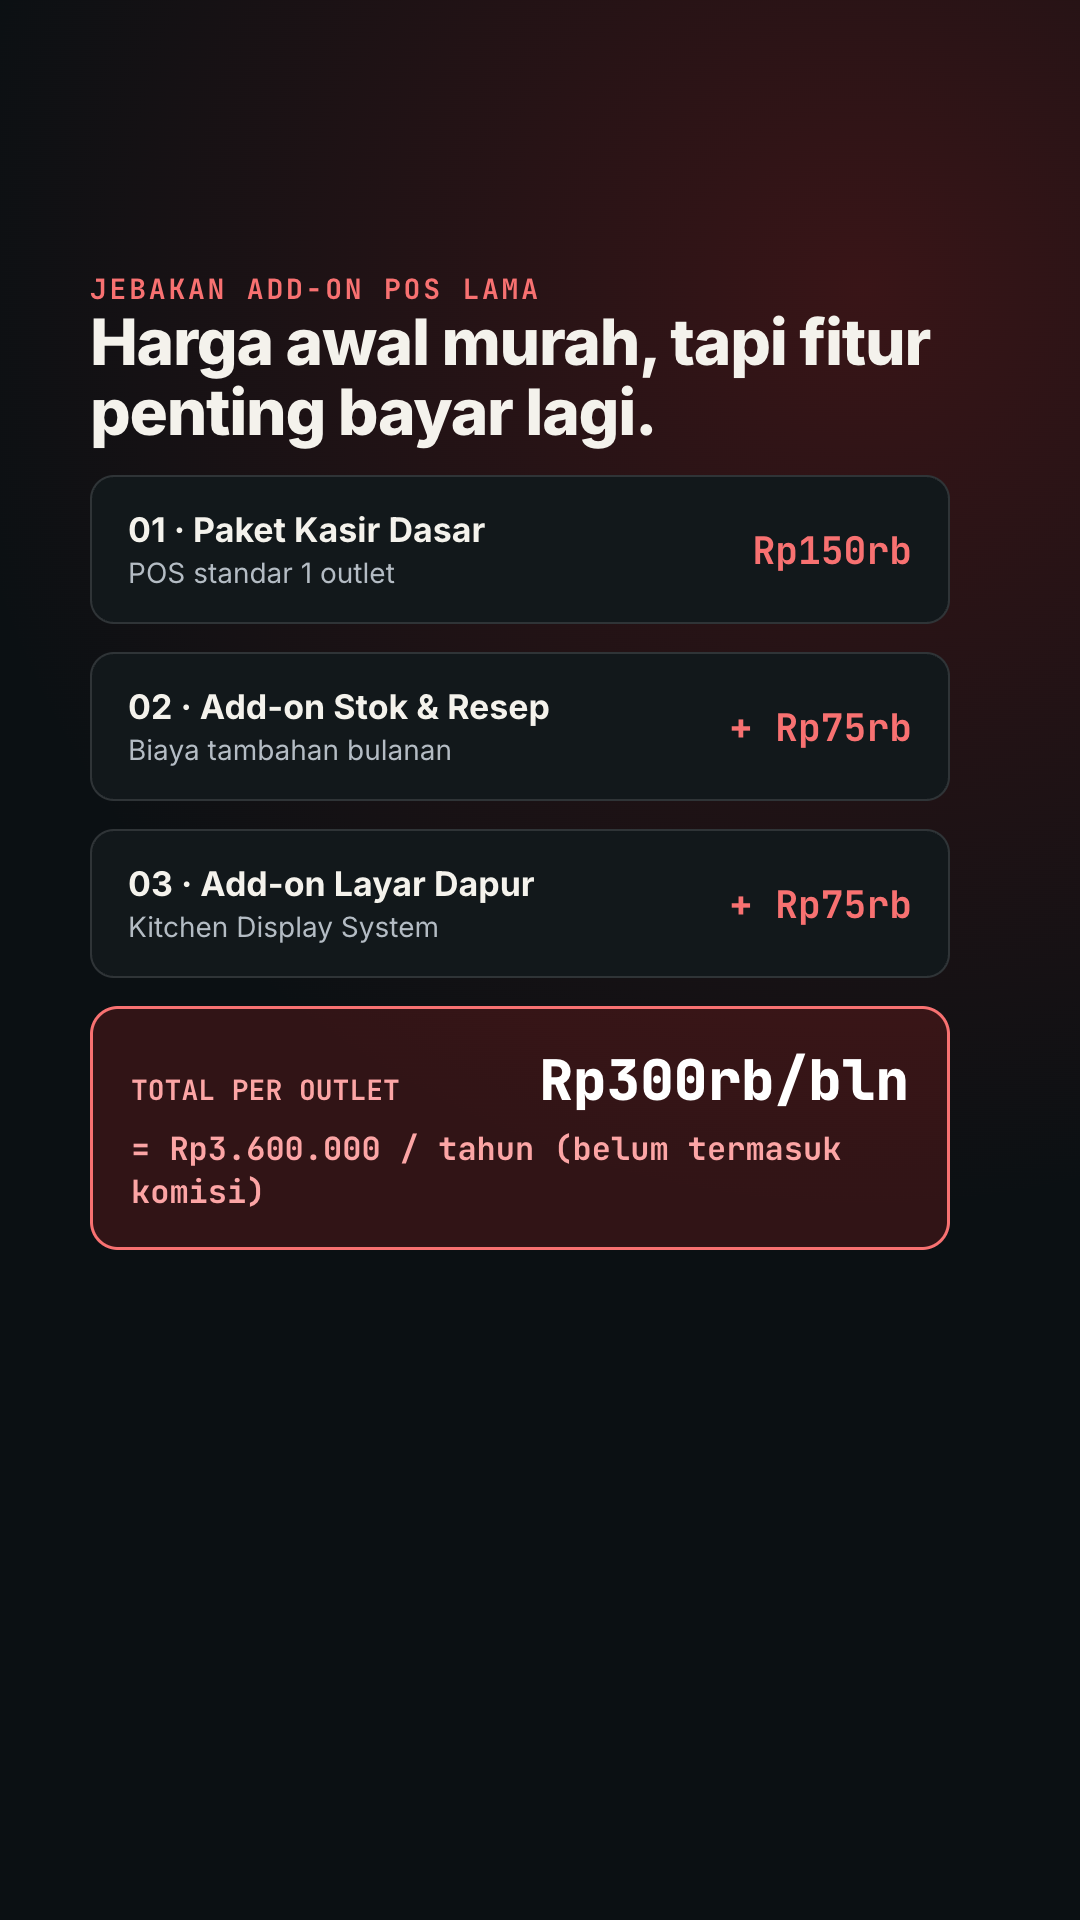 JEBAKAN ADD-ON POS LAMA
Harga awal murah, tapi fitur
penting bayar lagi.
01 · Paket Kasir Dasar
POS standar 1 outlet
Rp150rb
02 · Add-on Stok & Resep
Biaya tambahan bulanan
+ Rp75rb
03 · Add-on Layar Dapur
Kitchen Display System
+ Rp75rb
TOTAL PER OUTLET
Rp300rb/bln
= Rp3.600.000 / tahun (belum termasuk
komisi)